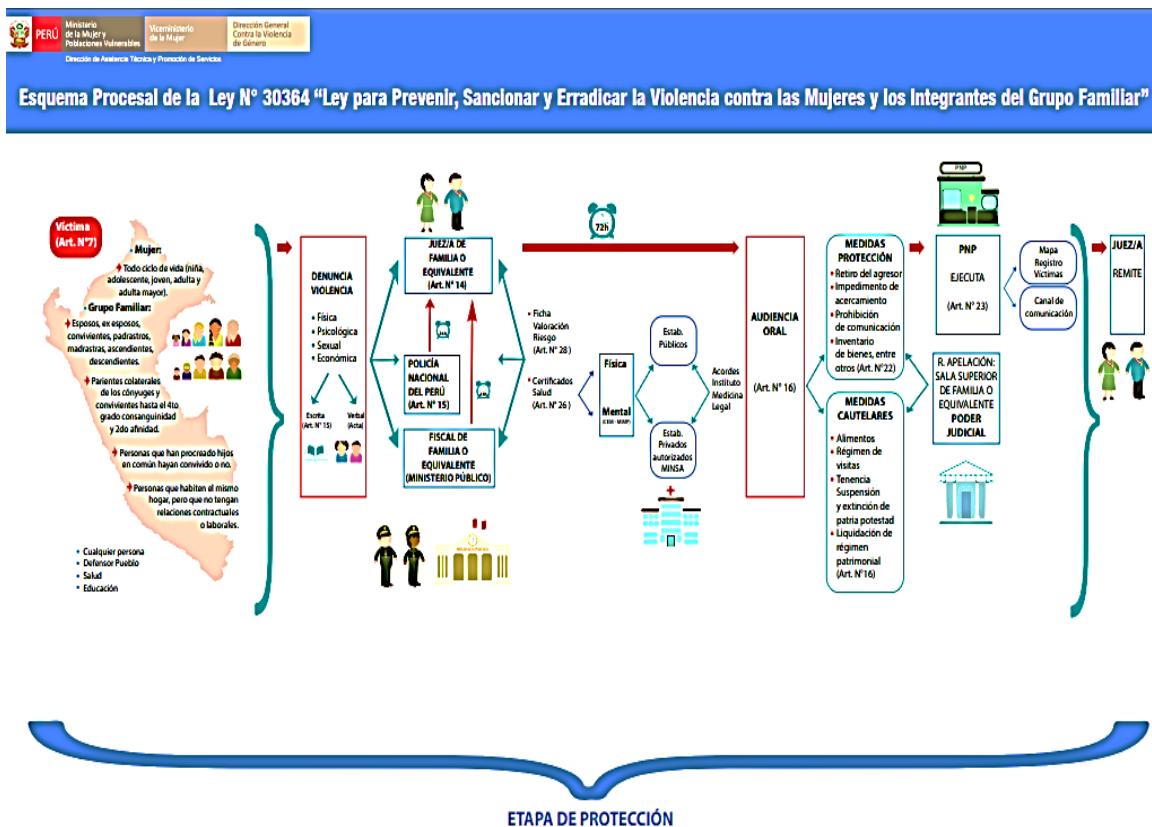 PERÚ
Ministerio
de la Mujer y
Poblaciones Vulnerables
Viceministerio
de la Mujer
Dirección General
Contra la Violencia
de Género
Dirección de Asistencia Técnica y Promoción de Servicios
Esquema Procesal de la Ley N° 30364 “Ley para Prevenir, Sancionar y Erradicar la Violencia contra las Mujeres y los Integrantes del Grupo Familiar”
Víctima
(Art. N°7)
• Mujer:
Todo ciclo de vida (niña,
adolescente, joven, adulta y
adulta mayor).
• Grupo Familiar:
Esposos, ex esposos,
convivientes, padrastros,
madrastras, ascendientes,
descendientes.
Parientes colaterales
de los cónyuges y
convivientes hasta el 4to
grado consanguinidad
y 2do afinidad.
Personas que han procreado hijos
en común hayan convivido o no.
Personas que habiten el mismo
hogar, pero que no tengan
relaciones contractuales
o laborales.
• Cualquier persona
• Defensor Pueblo
• Salud
• Educación
DENUNCIA
VIOLENCIA
• Física
• Psicológica
• Sexual
• Económica
Escrita
(Art. N°15)
Verbal
(Acta)
JUEZ/A DE
FAMILIA O
EQUIVALENTE
(Art. N° 14)
POLICÍA
NACIONAL
DEL PERÚ
(Art. N° 15)
FISCAL DE
FAMILIA O
EQUIVALENTE
(MINISTERIO PÚBLICO)
• Ficha
Valoración
Riesgo
(Art. N° 28)
• Certificados
Salud
(Art. N° 26)
Física
Mental
Estab.
Públicos
Estab.
Privados
autorizados
MINSA
Acordes
Instituto
Medicina
Legal
72h
AUDIENCIA
ORAL
(Art. N° 16)
MEDIDAS
PROTECCIÓN
• Retiro del agresor
• Impedimento de
acercamiento
• Prohibición
de comunicación
• Inventario
de bienes, entre
otros (Art. N°22)
MEDIDAS
CAUTELARES
• Alimentos
• Régimen de
visitas
• Tenencia
Suspensión
y extinción de
patria potestad
• Liquidación de
régimen
patrimonial
(Art. N°16)
PNP
PNP
EJECUTA
(Art. N° 23)
Mapa
Registro
Víctimas
Canal de
comunicación
R. APELACIÓN:
SALA SUPERIOR
DE FAMILIA O
EQUIVALENTE
PODER
JUDICIAL
JUEZ/A
REMITE
ETAPA DE PROTECCIÓN